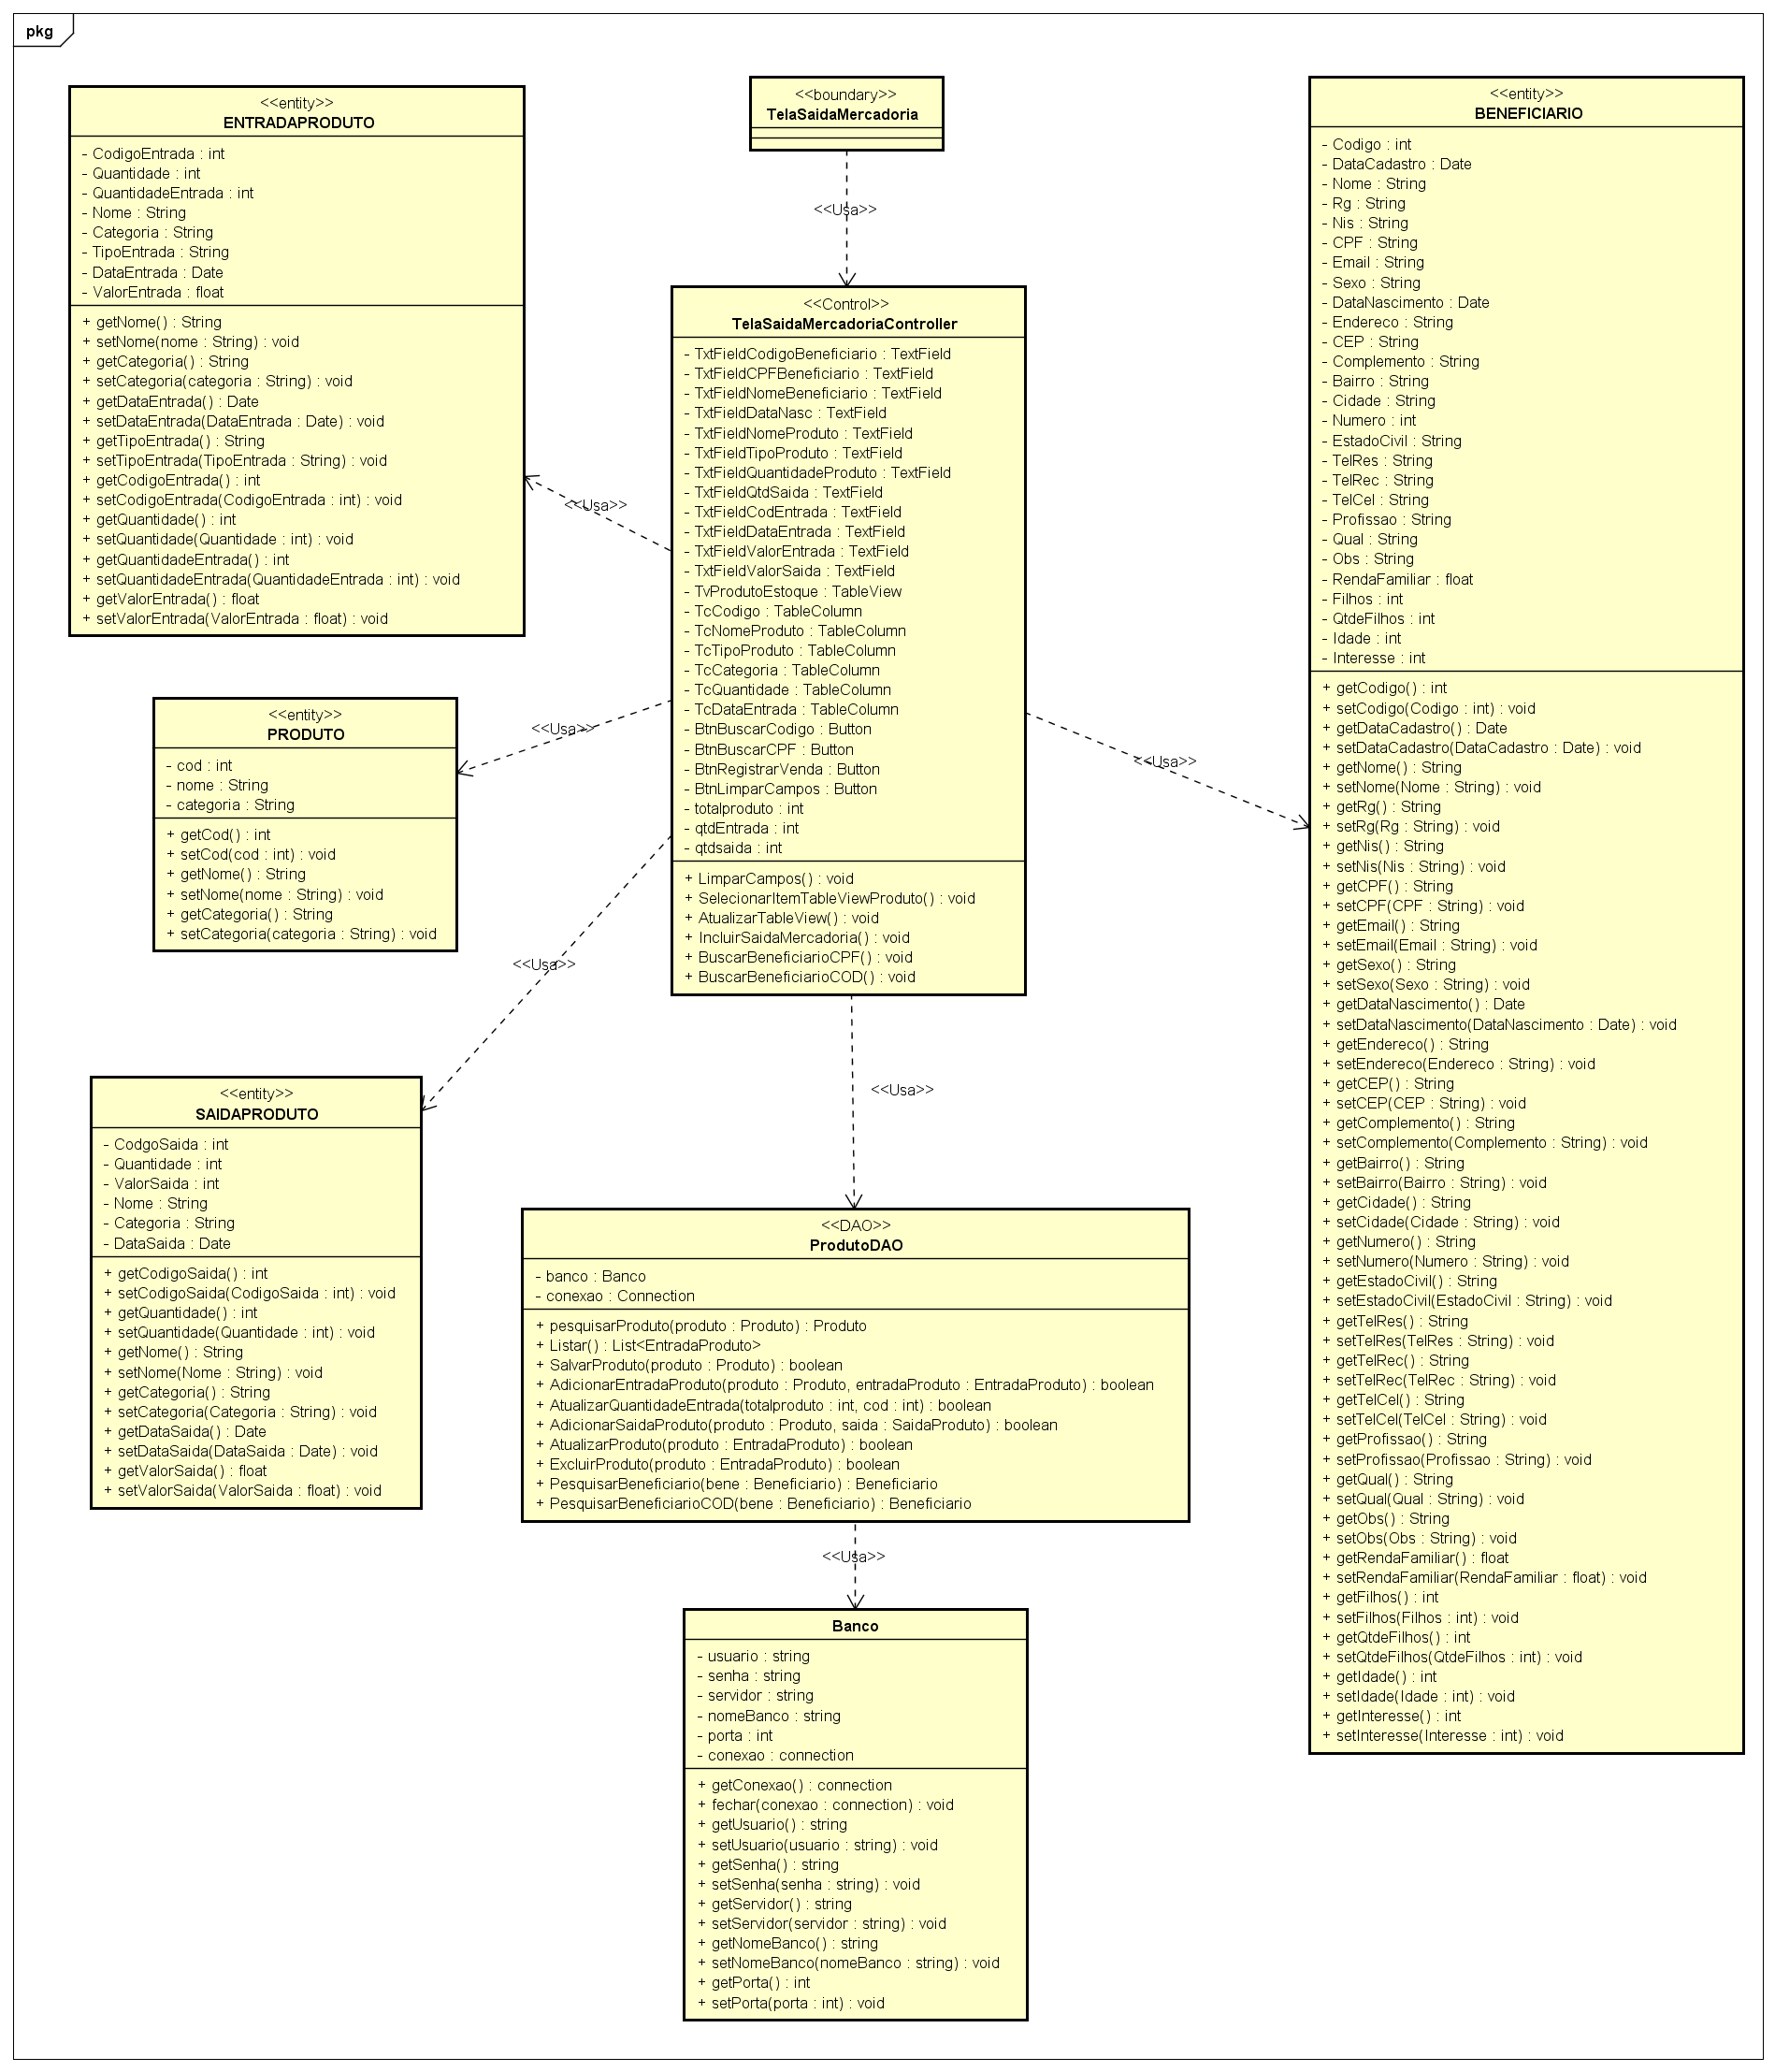 pkg
<<entity>>
ENTRADAPRODUTO
- CodigoEntrada : int
- Quantidade : int
- QuantidadeEntrada : int
- Nome : String
- Categoria : String
- TipoEntrada : String
- DataEntrada : Date
- ValorEntrada : float
+ getNome() : String
+ setNome(nome : String) : void
+ getCategoria() : String
+ setCategoria(categoria : String) : void
+ getDataEntrada() : Date
+ setDataEntrada(DataEntrada : Date) : void
+ getTipoEntrada() : String
+ setTipoEntrada(TipoEntrada : String) : void
+ getCodigoEntrada() : int
+ setCodigoEntrada(CodigoEntrada : int) : void
+ getQuantidade() : int
+ setQuantidade(Quantidade : int) : void
+ getQuantidadeEntrada() : int
+ setQuantidadeEntrada(QuantidadeEntrada : int) : void
+ getValorEntrada() : float
+ setValorEntrada(ValorEntrada : float) : void
<<entity>>
PRODUTO
- cod : int
- nome : String
- categoria : String
+ getCod() : int
+ setCod(cod : int) : void
+ getNome() : String
+ setNome(nome : String) : void
+ getCategoria() : String
+ setCategoria(categoria : String) : void
<<entity>>
SAIDAPRODUTO
- CodgoSaida : int
- Quantidade : int
- ValorSaida : int
- Nome : String
- Categoria : String
- DataSaida : Date
+ getCodigoSaida() : int
+ setCodigoSaida(CodigoSaida : int) : void
+ getQuantidade() : int
+ setQuantidade(Quantidade : int) : void
+ getNome() : String
+ setNome(Nome : String) : void
+ getCategoria() : String
+ setCategoria(Categoria : String) : void
+ getDataSaida() : Date
+ setDataSaida(DataSaida : Date) : void
+ getValorSaida() : float
+ setValorSaida(ValorSaida : float) : void
<<boundary>>
TelaSaidaMercadoria
<<Usa>>
<<Control>>
TelaSaidaMercadoriaController
- TxtFieldCodigoBeneficiario : TextField
- TxtFieldCPFBeneficiario : TextField
- TxtFieldNomeBeneficiario : TextField
- TxtFieldDataNasc : TextField
- TxtFieldNomeProduto : TextField
- TxtFieldTipoProduto : TextField
- TxtFieldQuantidadeProduto : TextField
- TxtFieldQtdSaida : TextField
- TxtFieldCodEntrada : TextField
- TxtFieldDataEntrada : TextField
- TxtFieldValorEntrada : TextField
- TxtFieldValorSaida : TextField
- TvProdutoEstoque : TableView
- TcCodigo : TableColumn
- TcNomeProduto : TableColumn
- TcTipoProduto : TableColumn
- TcCategoria : TableColumn
- TcQuantidade : TableColumn
- TcDataEntrada : TableColumn
- BtnBuscarCodigo : Button
- BtnBuscarCPF : Button
- BtnRegistrarVenda : Button
- BtnLimparCampos : Button
- totalproduto : int
- qtdEntrada : int
- qtdsaida : int
+ LimparCampos() : void
+ SelecionarItemTableViewProduto() : void
+ AtualizarTableView() : void
+ IncluirSaidaMercadoria() : void
+ BuscarBeneficiarioCPF() : void
+ BuscarBeneficiarioCOD() : void
<<Usa>>
<<Usa>>
<<Usa>>
<<Usa>>
<<Usa>>
<<DAO>>
ProdutoDAO
- banco : Banco
- conexao : Connection
+ pesquisarProduto(produto : Produto) : Produto
+ Listar() : List<EntradaProduto>
+ SalvarProduto(produto : Produto) : boolean
+ AdicionarEntradaProduto(produto : Produto, entradaProduto : EntradaProduto) : boolean
+ AtualizarQuantidadeEntrada(totalproduto : int, cod : int) : boolean
+ AdicionarSaidaProduto(produto : Produto, saida : SaidaProduto) : boolean
+ AtualizarProduto(produto : EntradaProduto) : boolean
+ ExcluirProduto(produto : EntradaProduto) : boolean
+ PesquisarBeneficiario(bene : Beneficiario) : Beneficiario
+ PesquisarBeneficiarioCOD(bene : Beneficiario) : Beneficiario
<<Usa>>
Banco
- usuario : string
- senha : string
- servidor : string
- nomeBanco : string
- porta : int
- conexao : connection
+ getConexao() : connection
+ fechar(conexao : connection) : void
+ getUsuario() : string
+ setUsuario(usuario : string) : void
+ getSenha() : string
+ setSenha(senha : string) : void
+ getServidor() : string
+ setServidor(servidor : string) : void
+ getNomeBanco() : string
+ setNomeBanco(nomeBanco : string) : void
+ getPorta() : int
+ setPorta(porta : int) : void
<<entity>>
BENEFICIARIO
- Codigo : int
- DataCadastro : Date
- Nome : String
- Rg : String
- Nis : String
- CPF : String
- Email : String
- Sexo : String
- DataNascimento : Date
- Endereco : String
- CEP : String
- Complemento : String
- Bairro : String
- Cidade : String
- Numero : int
- EstadoCivil : String
- TelRes : String
- TelRec : String
- TelCel : String
- Profissao : String
- Qual : String
- Obs : String
- RendaFamiliar : float
- Filhos : int
- QtdeFilhos : int
- Idade : int
- Interesse : int
+ getCodigo() : int
+ setCodigo(Codigo : int) : void
+ getDataCadastro() : Date
+ setDataCadastro(DataCadastro : Date) : void
+ getNome() : String
+ setNome(Nome : String) : void
+ getRg() : String
+ setRg(Rg : String) : void
+ getNis() : String
+ setNis(Nis : String) : void
+ getCPF() : String
+ setCPF(CPF : String) : void
+ getEmail() : String
+ setEmail(Email : String) : void
+ getSexo() : String
+ setSexo(Sexo : String) : void
+ getDataNascimento() : Date
+ setDataNascimento(DataNascimento : Date) : void
+ getEndereco() : String
+ setEndereco(Endereco : String) : void
+ getCEP() : String
+ setCEP(CEP : String) : void
+ getComplemento() : String
+ setComplemento(Complemento : String) : void
+ getBairro() : String
+ setBairro(Bairro : String) : void
+ getCidade() : String
+ setCidade(Cidade : String) : void
+ getNumero() : String
+ setNumero(Numero : String) : void
+ getEstadoCivil() : String
+ setEstadoCivil(EstadoCivil : String) : void
+ getTelRes() : String
+ setTelRes(TelRes : String) : void
+ getTelRec() : String
+ setTelRec(TelRec : String) : void
+ getTelCel() : String
+ setTelCel(TelCel : String) : void
+ getProfissao() : String
+ setProfissao(Profissao : String) : void
+ getQual() : String
+ setQual(Qual : String) : void
+ getObs() : String
+ setObs(Obs : String) : void
+ getRendaFamiliar() : float
+ setRendaFamiliar(RendaFamiliar : float) : void
+ getFilhos() : int
+ setFilhos(Filhos : int) : void
+ getQtdeFilhos() : int
+ setQtdeFilhos(QtdeFilhos : int) : void
+ getIdade() : int
+ setIdade(Idade : int) : void
+ getInteresse() : int
+ setInteresse(Interesse : int) : void